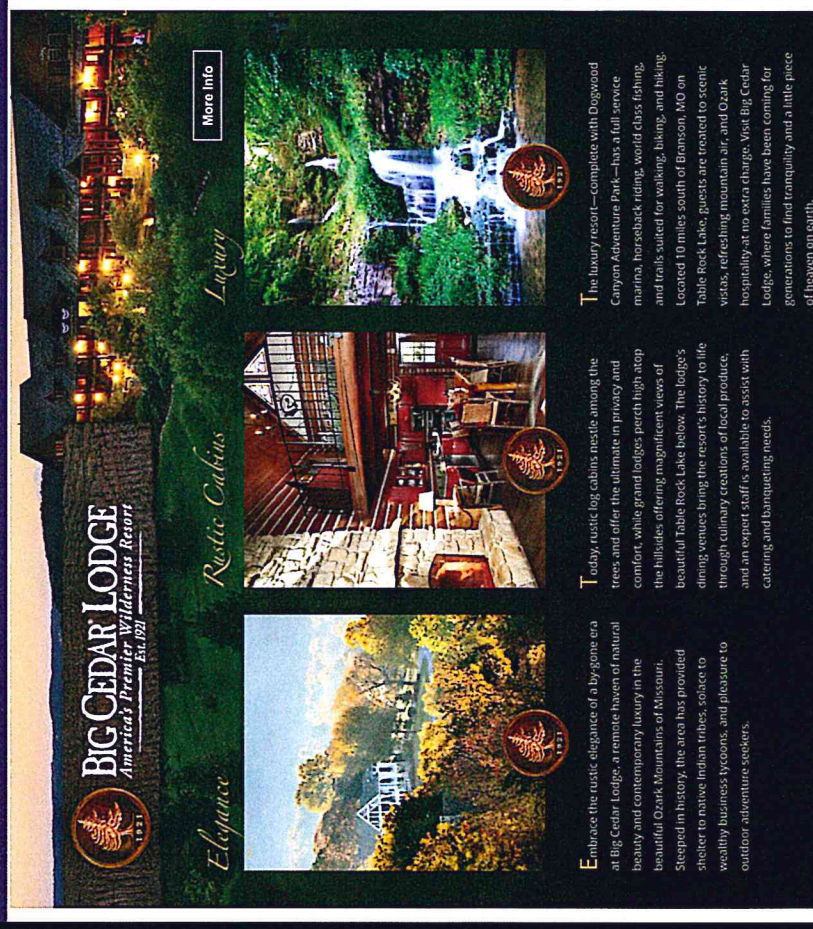 1921
BIG CEDAR LODGE
America's Premier Wilderness Resort
Est. 1921
More Info
Elegance
Rustic Cabins
Luxury
1921
1921
1921
Embrace the rustic elegance of a by-gone era
at Big Cedar Lodge, a remote haven of natural
beauty and contemporary luxury in the
beautiful Ozark Mountains of Missouri.
Steeped in history, the area has provided
shelter to native Indian tribes, solace to
wealthy business tycoons, and pleasure to
outdoor adventure seekers.
Today, rustic log cabins nestle among the
trees and offer the ultimate in privacy and
comfort, while grand lodges perch high atop
the hillsides offering magnificent views of
beautiful Table Rock Lake below. The lodge's
dining venues bring the resort's history to life
through culinary creations of local produce,
and an expert staff is available to assist with
catering and banqueting needs.
The luxury resort—complete with Dogwood
Canyon Adventure Park—has a full service
marina, horseback riding, world class fishing,
and trails suited for walking, biking, and hiking.
Located 10 miles south of Branson, MO on
Table Rock Lake, guests are treated to scenic
vistas, refreshing mountain air, and Ozark
hospitality-at no extra charge. Visit Big Cedar
Lodge, where families have been coming for
generations to find tranquility and a little piece
of heaven on earth.